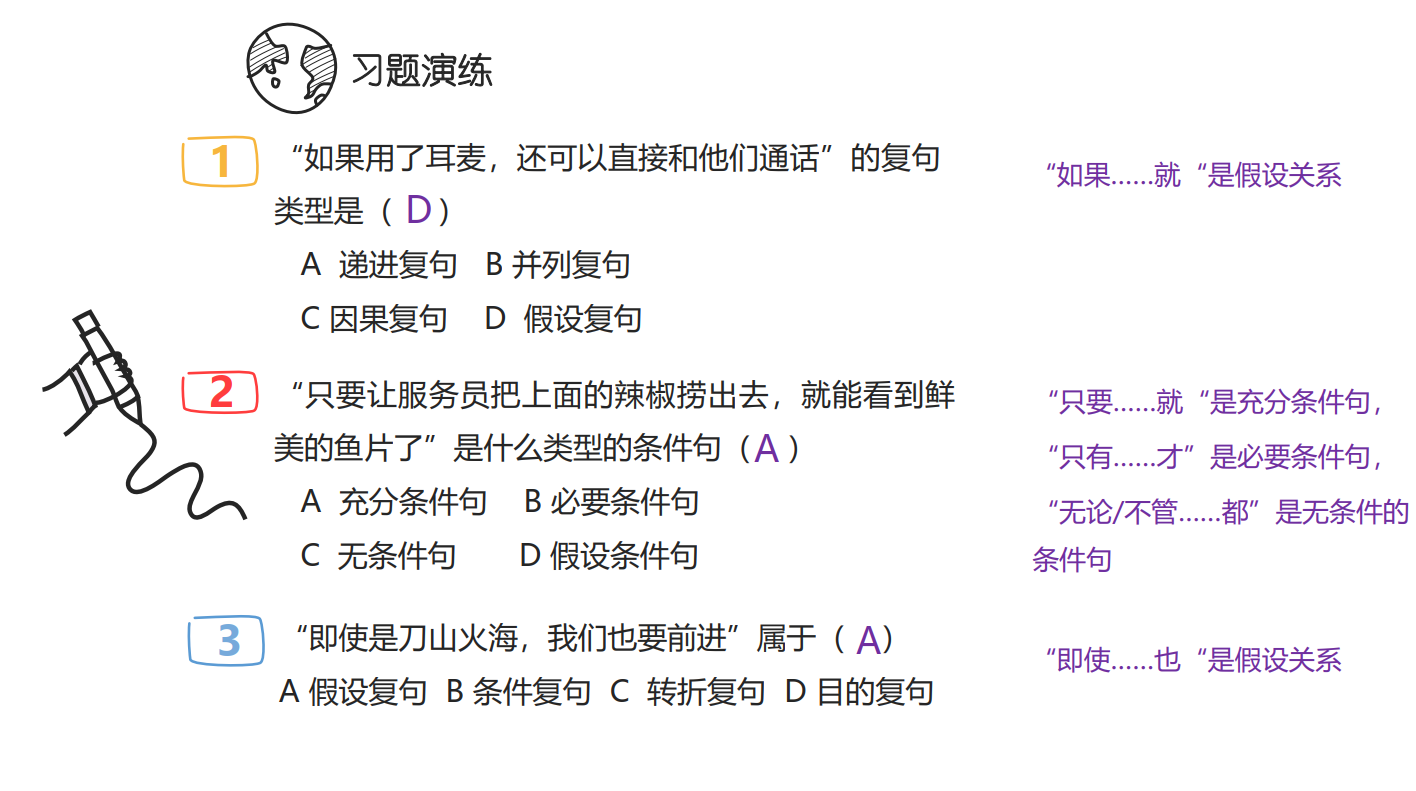 习题演练
1 “如果用了耳麦，还可以直接和他们通话”的复句
类型是（ D ）
A 递进复句 B 并列复句
C 因果复句 D 假设复句
“如果……就“是假设关系
2 “只要让服务员把上面的辣椒捞出去，就能看到鲜
美的鱼片了”是什么类型的条件句（A ）
A 充分条件句 B 必要条件句
C 无条件句 D 假设条件句
“只要……就“是充分条件句，
“只有……才”是必要条件句，
“无论/不管……都”是无条件的
条件句
3 “即使是刀山火海，我们也要前进”属于（ A）
A 假设复句 B 条件复句 C 转折复句 D 目的复句
“即使……也“是假设关系